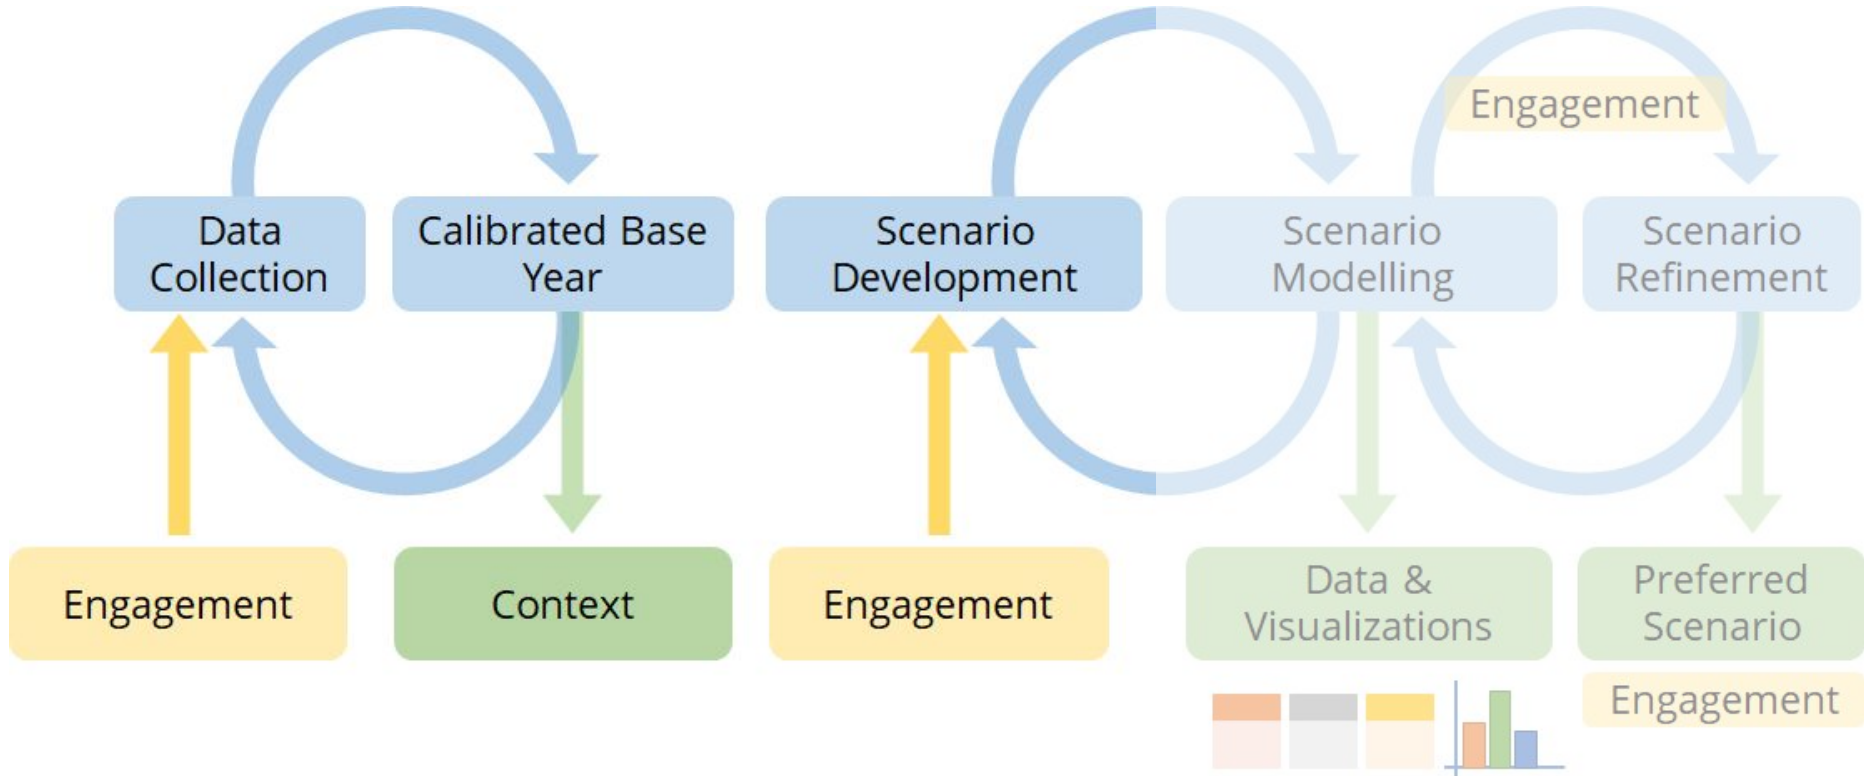 Engagement
Data
Collection
Calibrated Base
Year
Scenario
Development
Scenario
Modelling
Scenario
Refinement
Engagement
Context
Engagement
Data &
Visualizations
Preferred
Scenario
Engagement